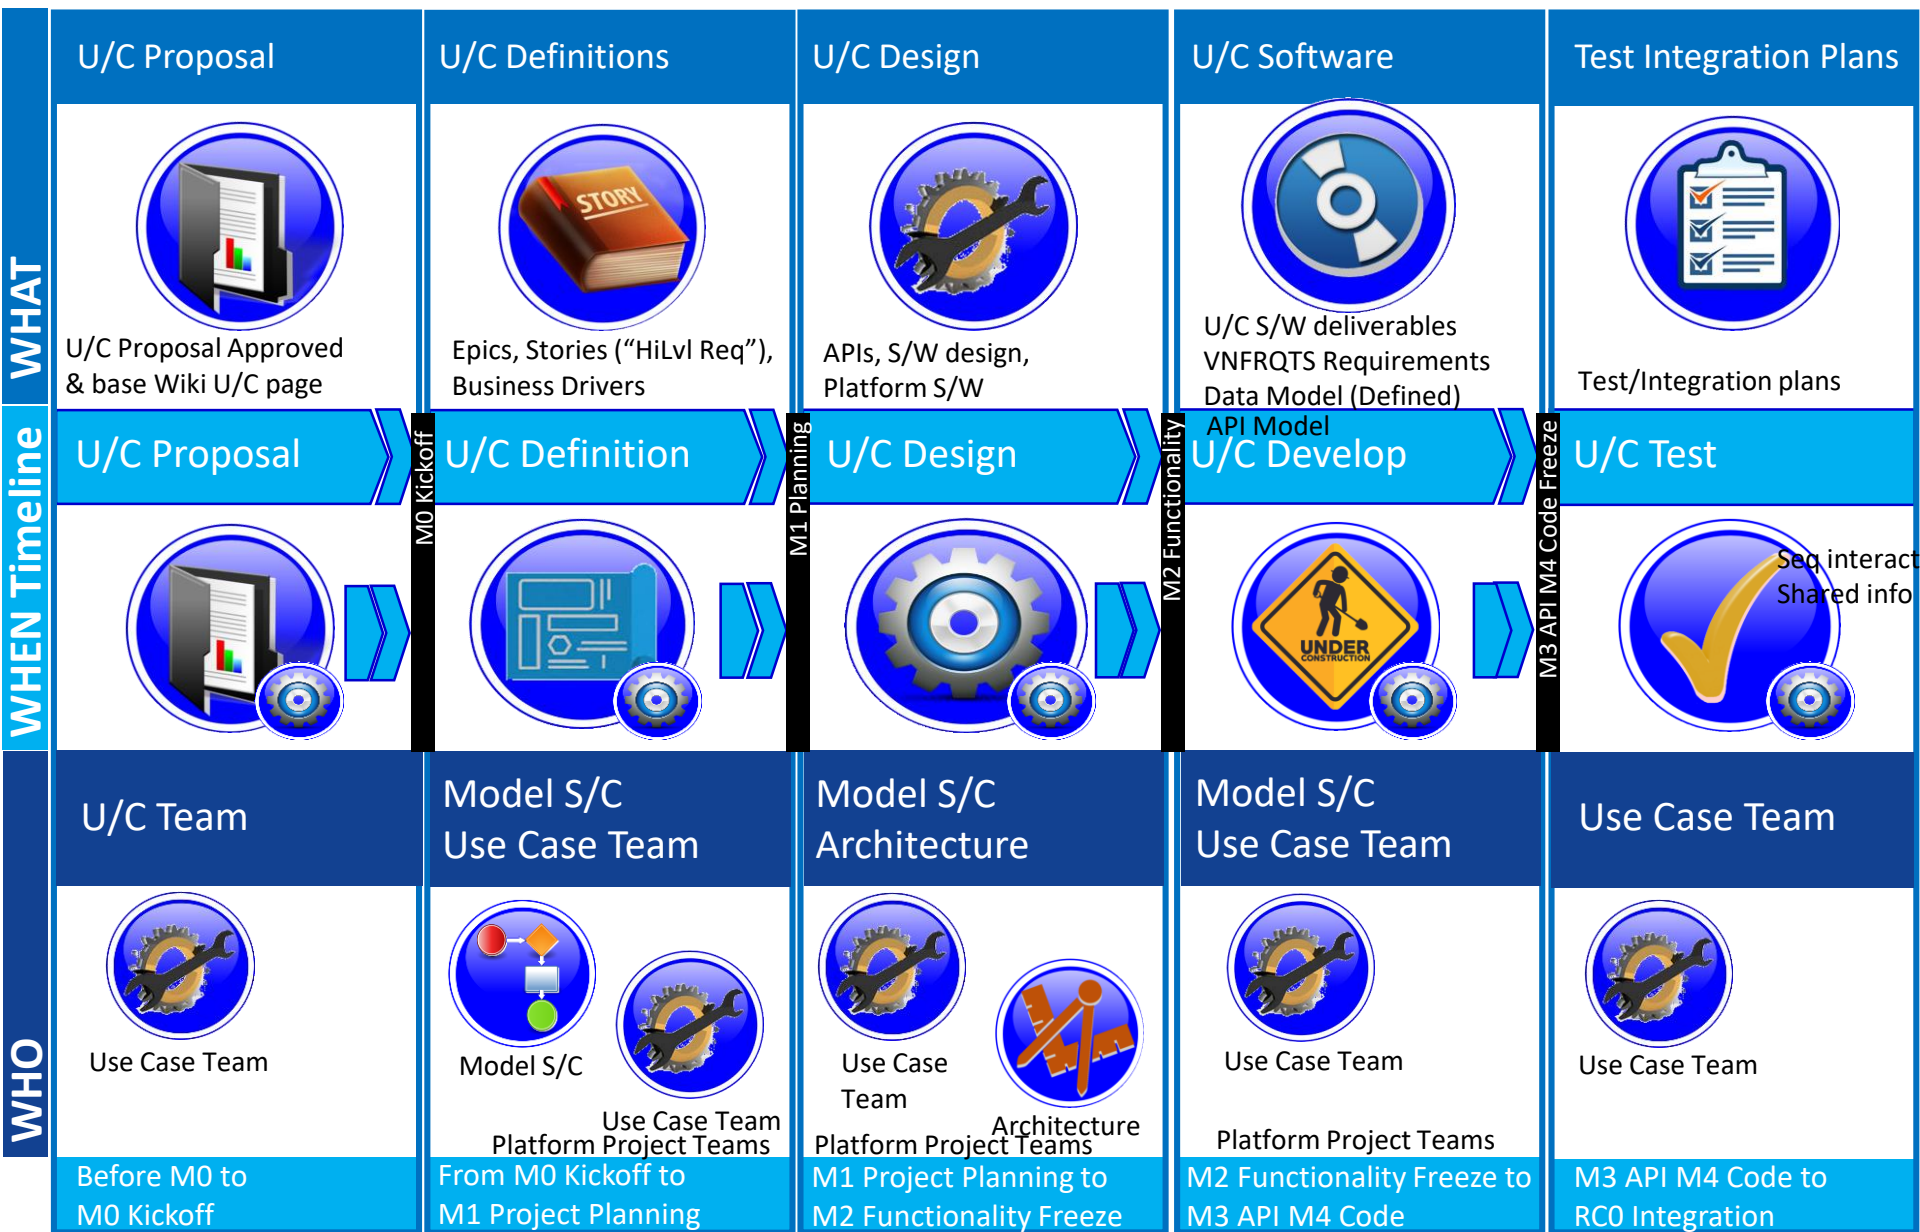 WHAT
U/C Proposal
U/C Definitions
U/C Design
U/C Software
Test Integration Plans
STORY
U/C Proposal Approved
& base Wiki U/C page
Epics, Stories (“HiLvl Req”),
Business Drivers
APIs, S/W design,
Platform S/W
U/C S/W deliverables
VNFRQTS Requirements
Data Model (Defined)
API Model
Test/Integration plans
WHEN Timeline
U/C Proposal
M0 Kickoff
U/C Definition
M1 Planning
U/C Design
M2 Functionality
U/C Develop
M3 API M4 Code Freeze
U/C Test
UNDER
CONSTRUCTION
Seq interact
Shared info
WHO
U/C Team
Model S/C
Use Case Team
Model S/C
Architecture
Model S/C
Use Case Team
Use Case Team
Use Case Team
Model S/C
Use Case Team
Platform Project Teams
Use Case
Team
Architecture
Platform Project Teams
Use Case Team
Platform Project Teams
Use Case Team
Before M0 to
M0 Kickoff
From M0 Kickoff to
M1 Project Planning
M1 Project Planning to
M2 Functionality Freeze
M2 Functionality Freeze to
M3 API M4 Code
M3 API M4 Code to
RC0 Integration